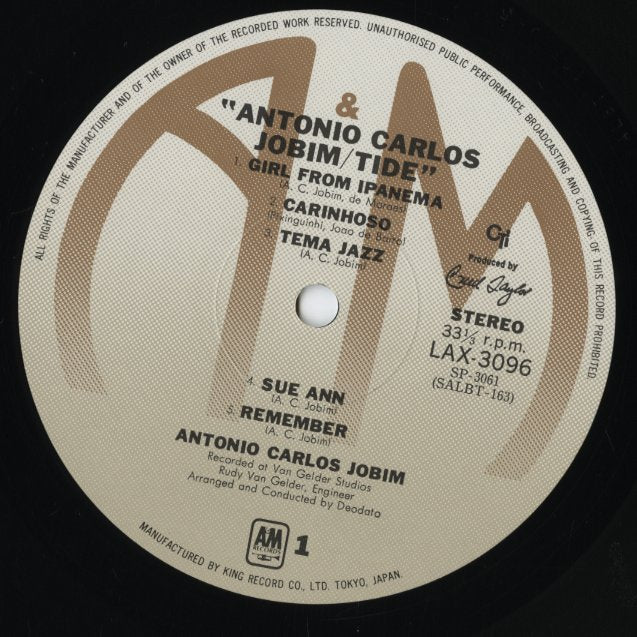 ALL RIGHTS OF THE MANUFACTURER AND OF THE OWNER OF THE RECORDED WORK RESERVED. UNAUTHORISED PUBLIC PERFORMANCE, BROADCASTING AND COPYING OF THIS RECORD PROHIBITED
&
"ANTONIO CARLOS
JOBIM/TIDE"
1. GIRL FROM IPANEMA
(A. C. Jobim, de Moraes)
2. CARINHOSO
(Pixinguinhi, Joao de Barro)
3. TEMA JAZZ
(A. C. Jobim)
CTi
Produced by
Creed Taylor
STEREO
33⅓ r.p.m.
LAX-3096
SP-3061
(SALBT-163)
4. SUE ANN
(A. C. Jobim)
5. REMEMBER
(A. C. Jobim)
ANTONIO CARLOS JOBIM
Recorded at Van Gelder Studios
Rudy Van Gelder, Engineer
Arranged and Conducted by Deodato
AM
RECORDS
1
MANUFACTURED BY KING RECORD CO., LTD. TOKYO, JAPAN.